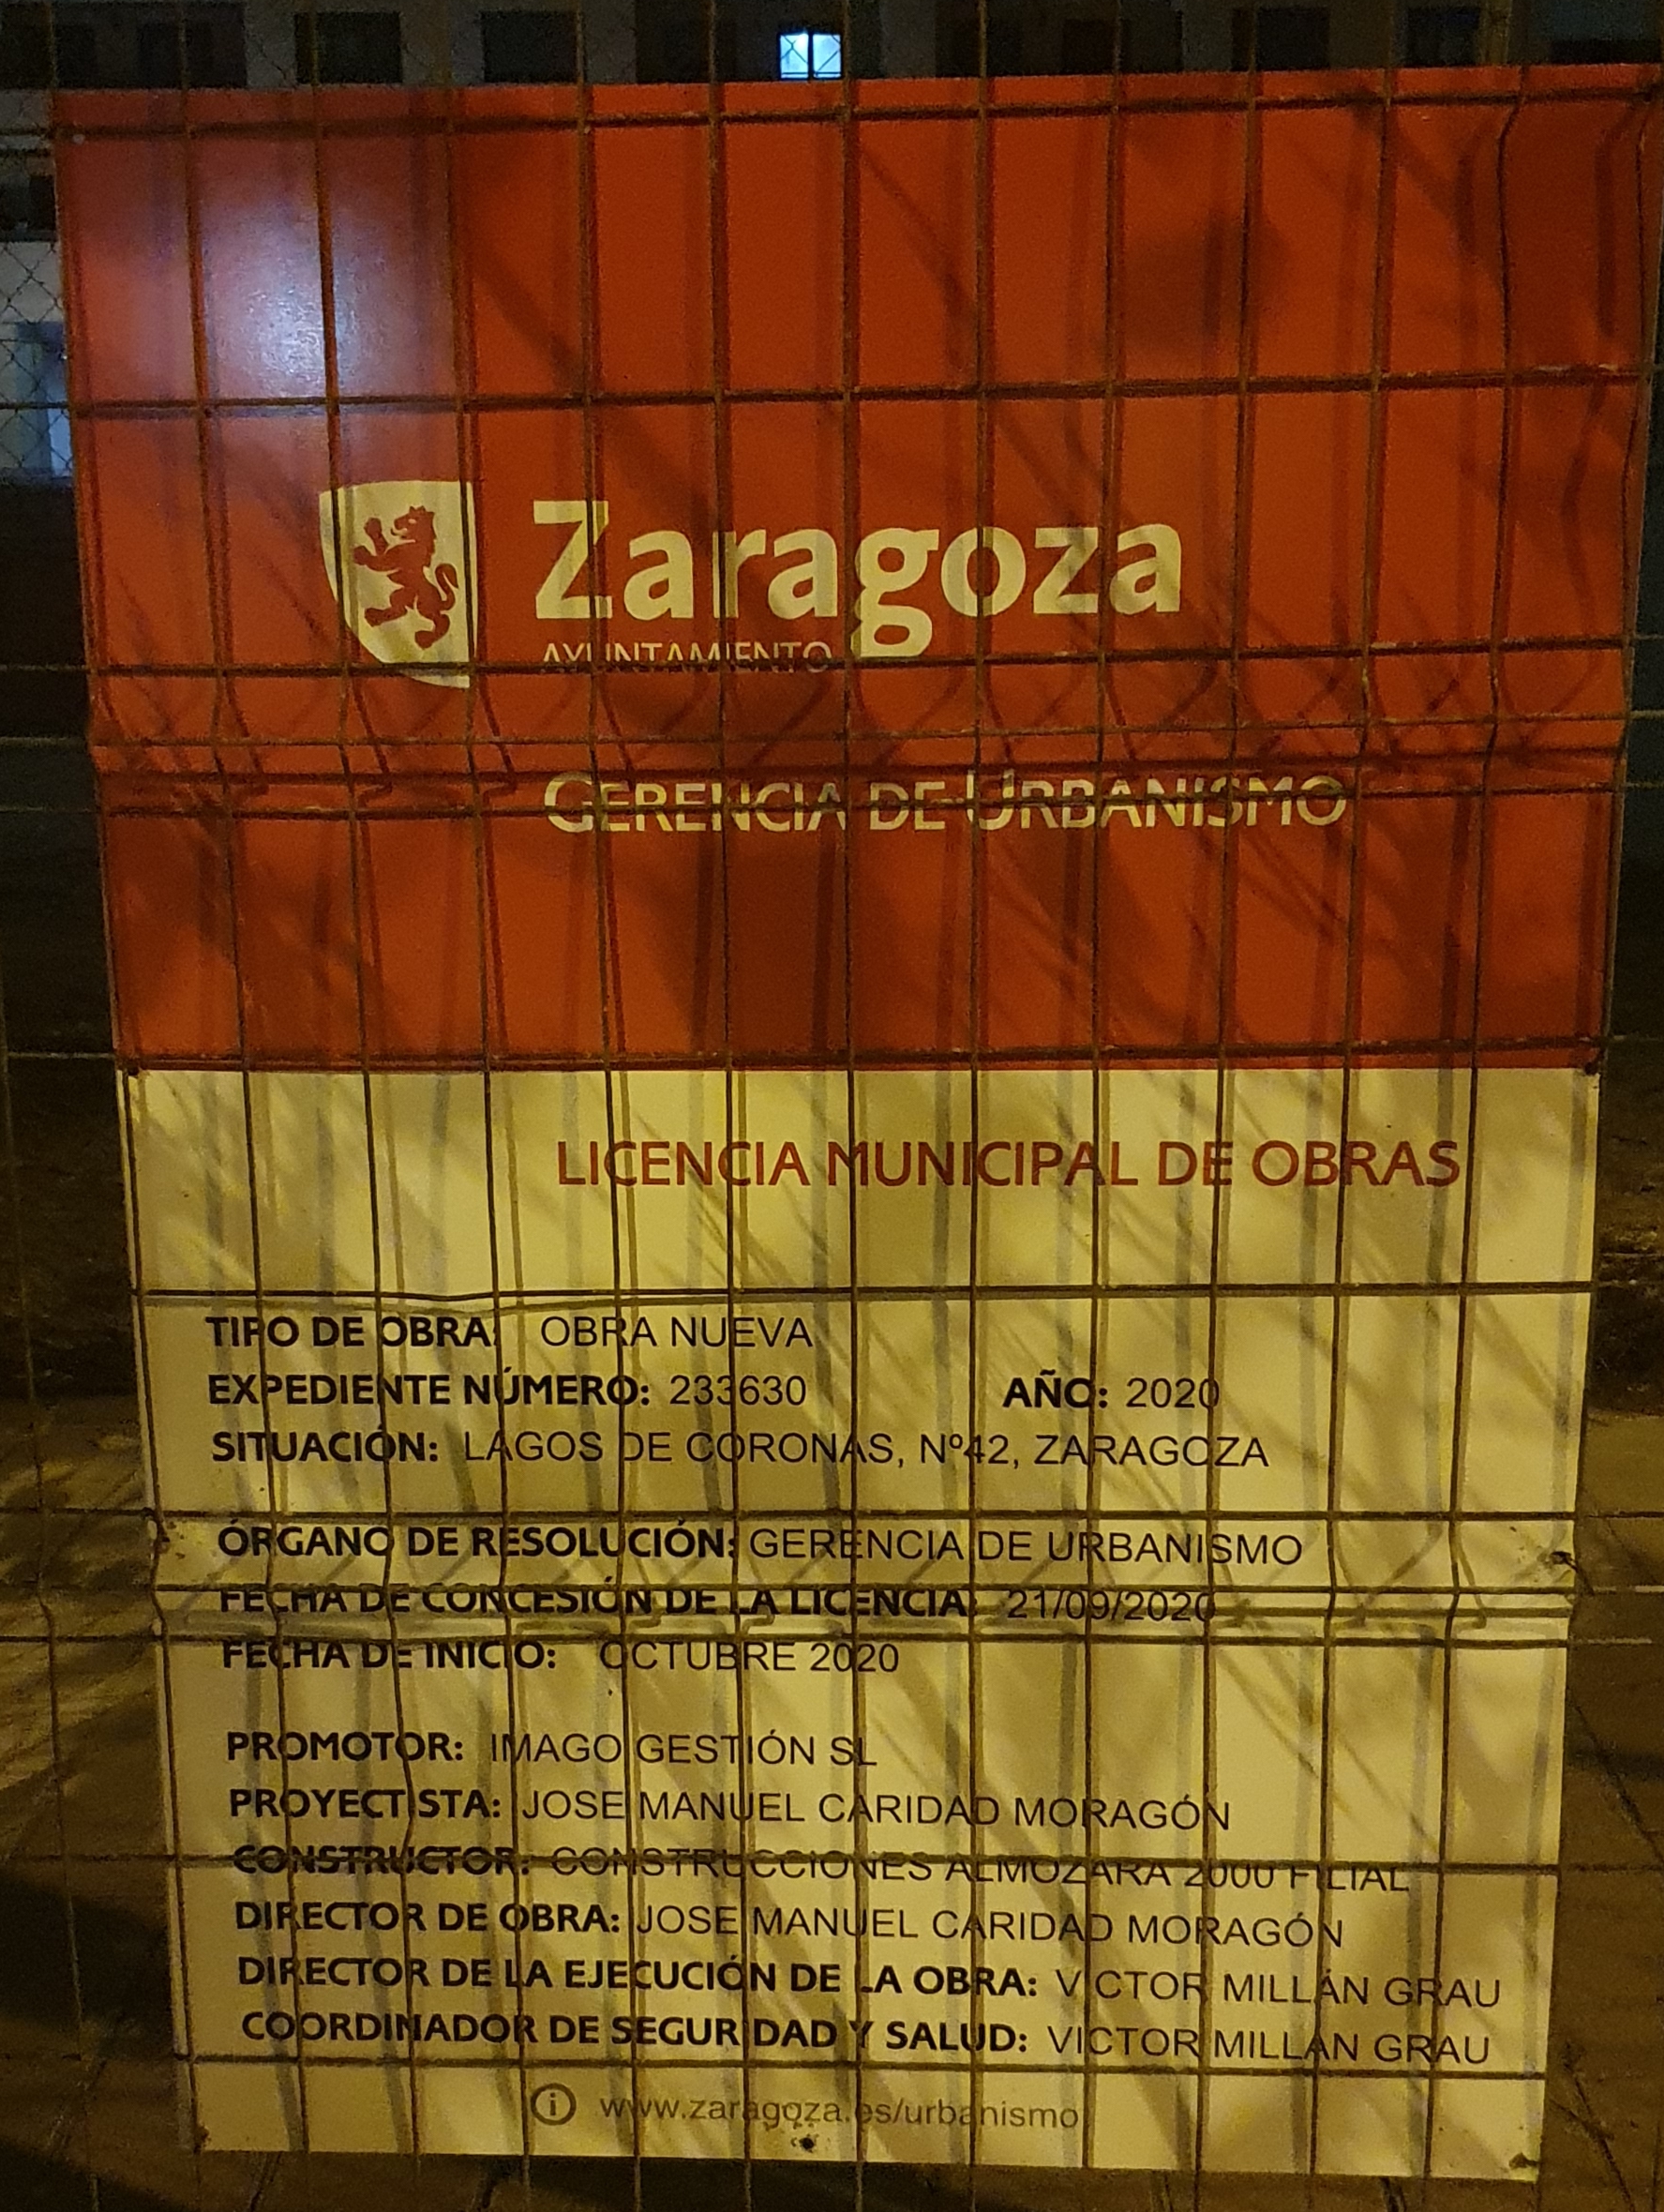 Zaragoza
AYUNTAMIENTO
GERENCIA DE URBANISMO
LICENCIA MUNICIPAL DE OBRAS
TIPO DE OBRA: OBRA NUEVA
EXPEDIENTE NÚMERO: 233630 AÑO: 2020
SITUACIÓN: LAGOS DE CORONAS, Nº42, ZARAGOZA
ÓRGANO DE RESOLUCIÓN: GERENCIA DE URBANISMO
FECHA DE CONCESIÓN DE LA LICENCIA: 21/09/2020
FECHA DE INICIO: OCTUBRE 2020
PROMOTOR: IMAGO GESTIÓN SL
PROYECTISTA: JOSE MANUEL CARIDAD MORAGÓN
CONSTRUCTOR: CONSTRUCCIONES ALMOZARA 2000 FILIAL
DIRECTOR DE OBRA: JOSE MANUEL CARIDAD MORAGÓN
DIRECTOR DE LA EJECUCIÓN DE LA OBRA: VICTOR MILLÁN GRAU
COORDINADOR DE SEGURIDAD Y SALUD: VICTOR MILLÁN GRAU
i www.zaragoza.es/urbanismo